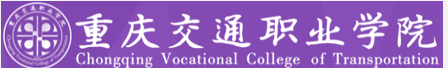 重庆交通职业学院
Chongqing Vocational College of Transportation